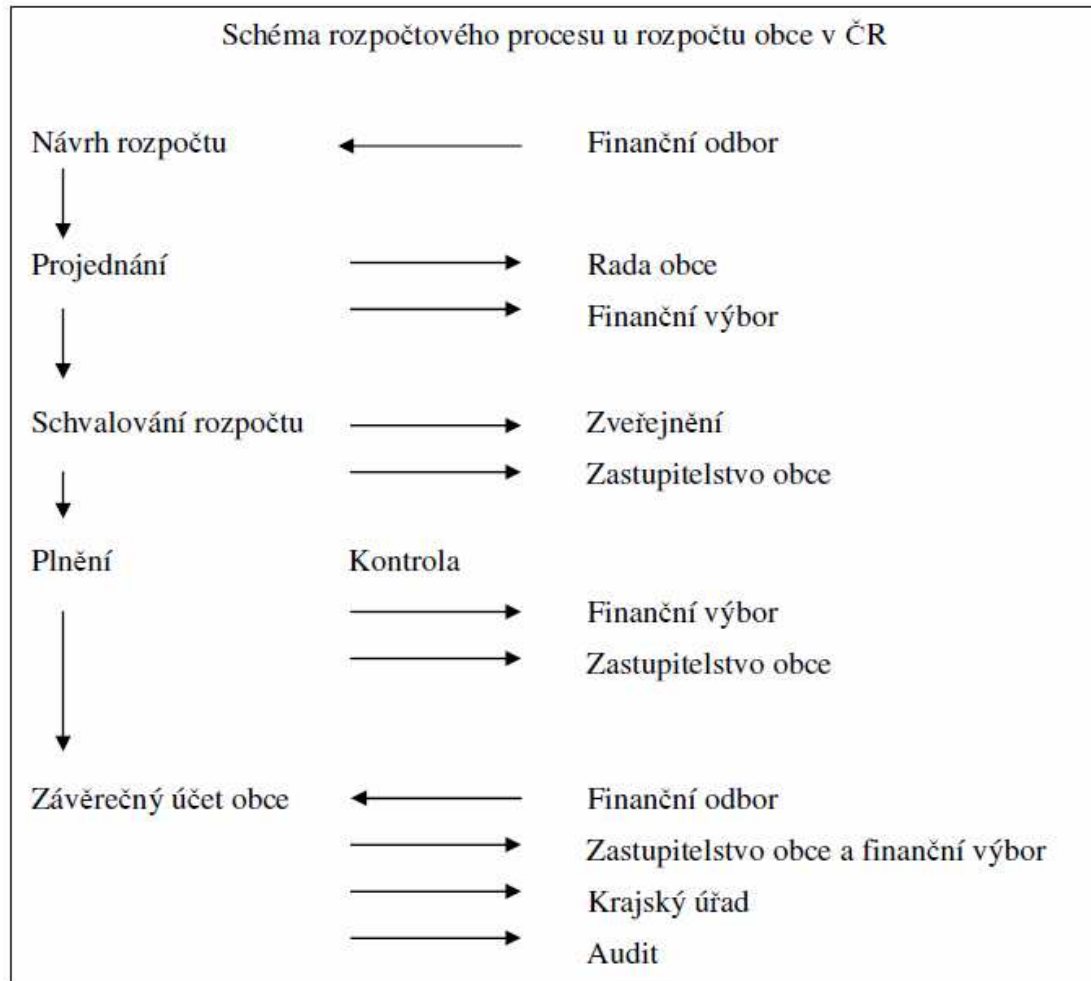 Schéma rozpočtového procesu u rozpočtu obce v ČR
Návrh rozpočtu Finanční odbor
Projednání Rada obce
Finanční výbor
Schvalování rozpočtu Zveřejnění
Zastupitelstvo obce
Plnění Kontrola
Finanční výbor
Zastupitelstvo obce
Závěrečný účet obce Finanční odbor
Zastupitelstvo obce a finanční výbor
Krajský úřad
Audit